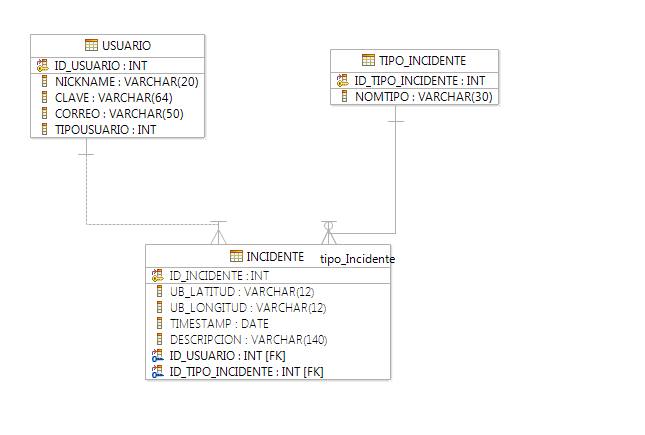 USUARIO
ID_USUARIO : INT
NICKNAME : VARCHAR(20)
CLAVE : VARCHAR(64)
CORREO : VARCHAR(50)
TIPOUSUARIO : INT
TIPO_INCIDENTE
ID_TIPO_INCIDENTE : INT
NOMTIPO : VARCHAR(30)
INCIDENTE
tipo_Incidente
ID_INCIDENTE : INT
UB_LATITUD : VARCHAR(12)
UB_LONGITUD : VARCHAR(12)
TIMESTAMP : DATE
DESCRIPCION : VARCHAR(140)
ID_USUARIO : INT [FK]
ID_TIPO_INCIDENTE : INT [FK]